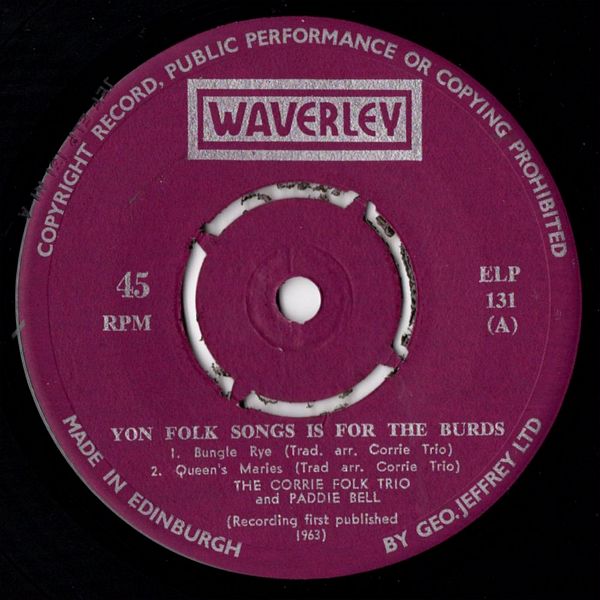 COPYRIGHT RECORD, PUBLIC PERFORMANCE OR COPYING PROHIBITED
WAVERLEY
45
RPM
ELP
131
(A)
YON FOLK SONGS IS FOR THE BURDS
1. Bungle Rye (Trad. arr. Corrie Trio)
2. Queen's Maries (Trad arr. Corrie Trio)
THE CORRIE FOLK TRIO
and PADDIE BELL
(Recording first published
1963)
MADE IN EDINBURGH
BY GEO. JEFFREY LTD